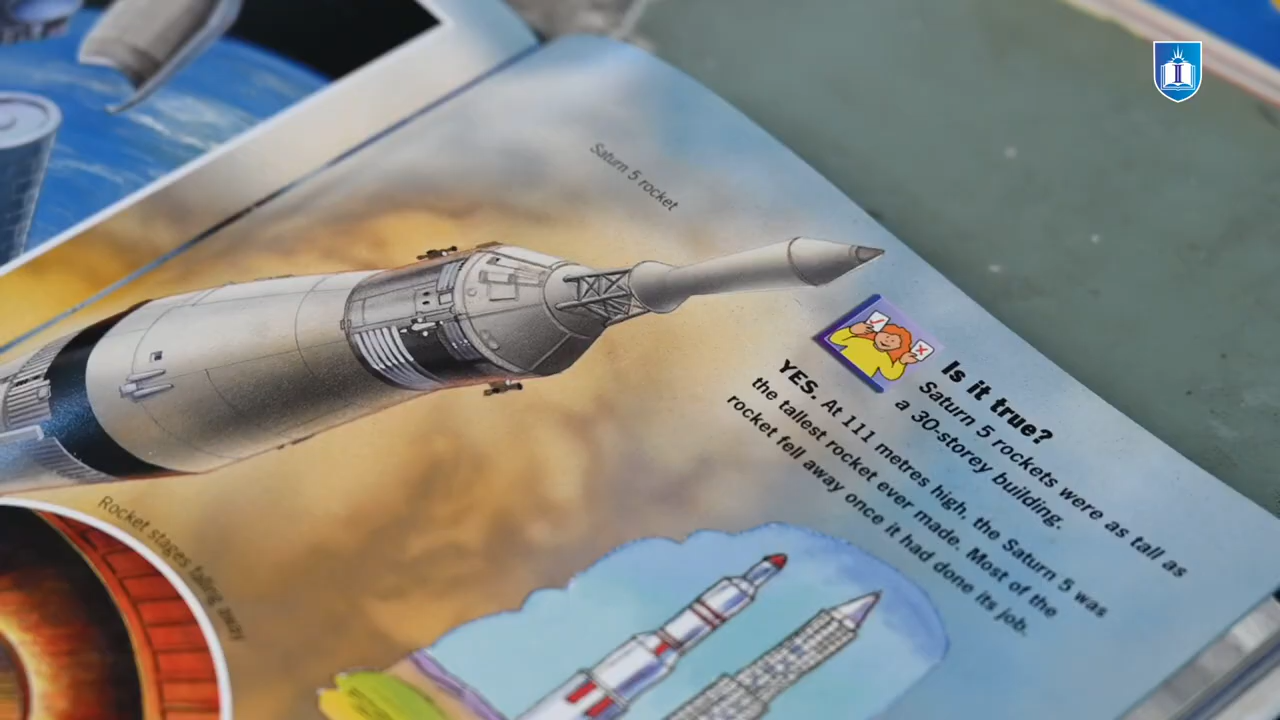 Saturn 5 rocket
Is it true?
Saturn 5 rockets were as tall as
a 30-storey building.
YES. At 111 metres high, the Saturn 5 was
the tallest rocket ever made. Most of the
rocket fell away once it had done its job.
Rocket stages falling away
I